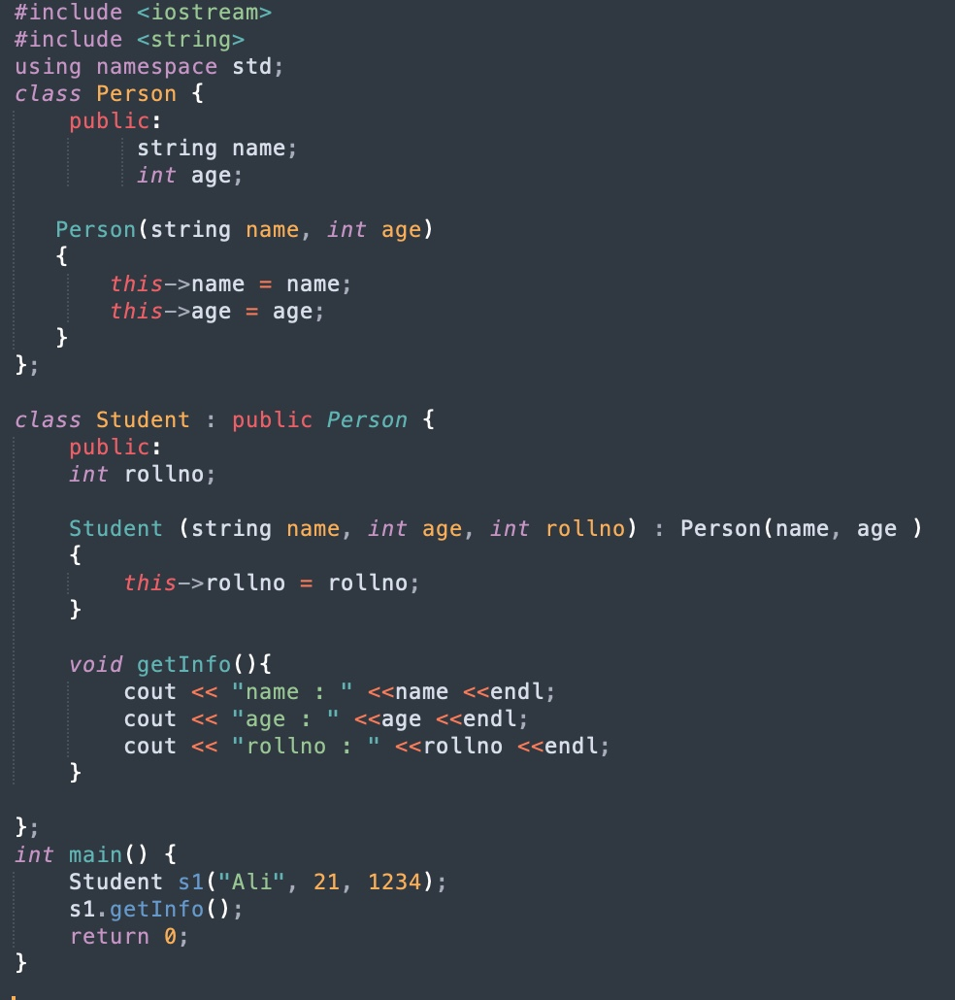 #include <iostream>
#include <string>
using namespace std;
class Person {
    public:
         string name;
         int age;

   Person(string name, int age)
   {
       this->name = name;
       this->age = age;
   }
};

class Student : public Person {
    public:
    int rollno;

    Student (string name, int age, int rollno) : Person(name, age )
    {
        this->rollno = rollno;
    }

    void getInfo(){
        cout << "name : " <<name <<endl;
        cout << "age : " <<age <<endl;
        cout << "rollno : " <<rollno <<endl;
    }

};
int main() {
    Student s1("Ali", 21, 1234);
    s1.getInfo();
    return 0;
}